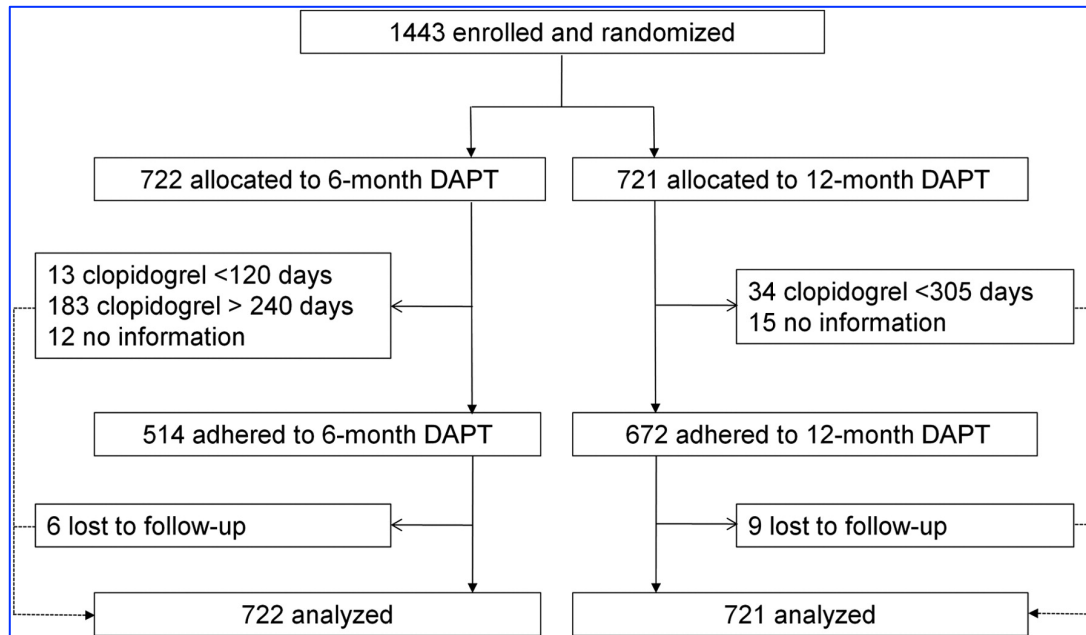 1443 enrolled and randomized
722 allocated to 6-month DAPT
721 allocated to 12-month DAPT
13 clopidogrel <120 days
183 clopidogrel > 240 days
12 no information
34 clopidogrel <305 days
15 no information
514 adhered to 6-month DAPT
672 adhered to 12-month DAPT
6 lost to follow-up
9 lost to follow-up
722 analyzed
721 analyzed